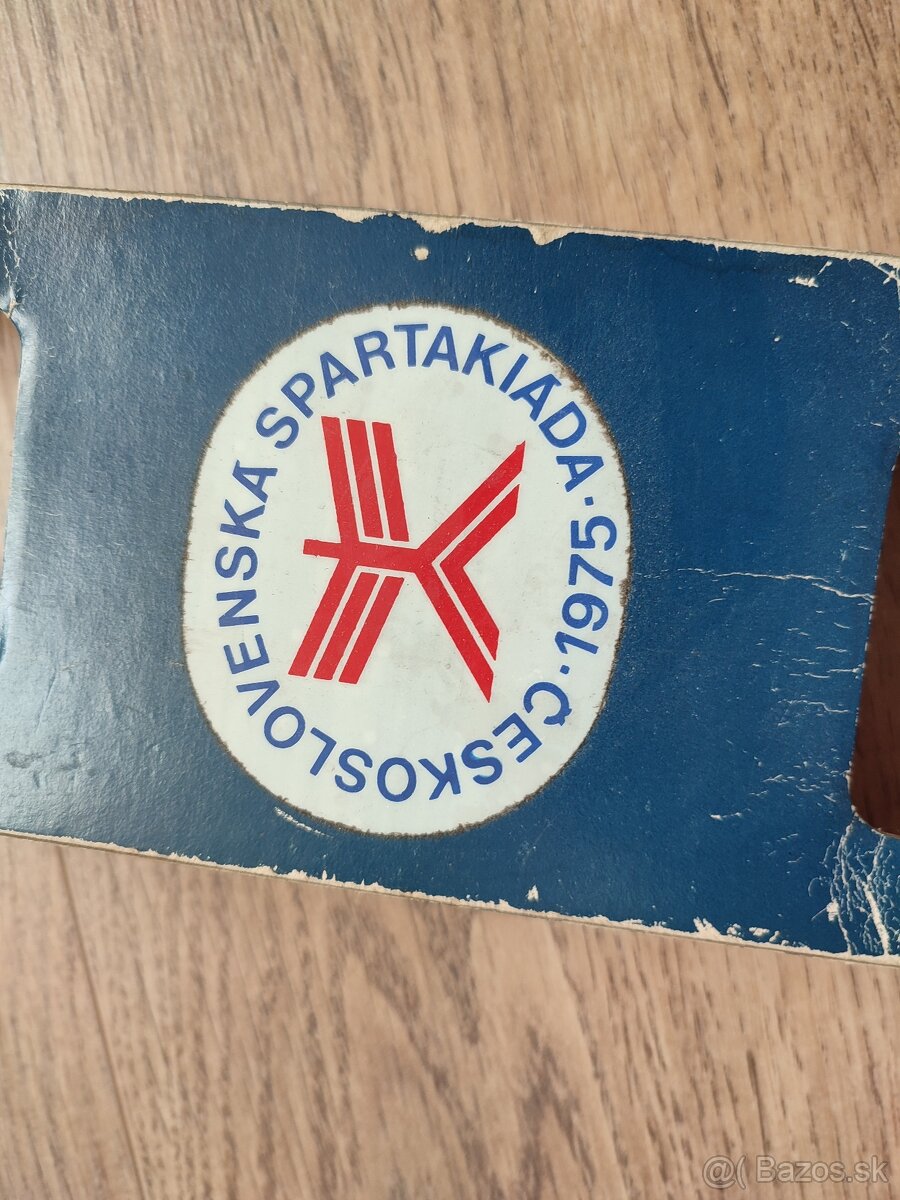 ČESKOSLOVENSKÁ SPARTAKIÁDA · 1975 ·
@( Bazos.sk